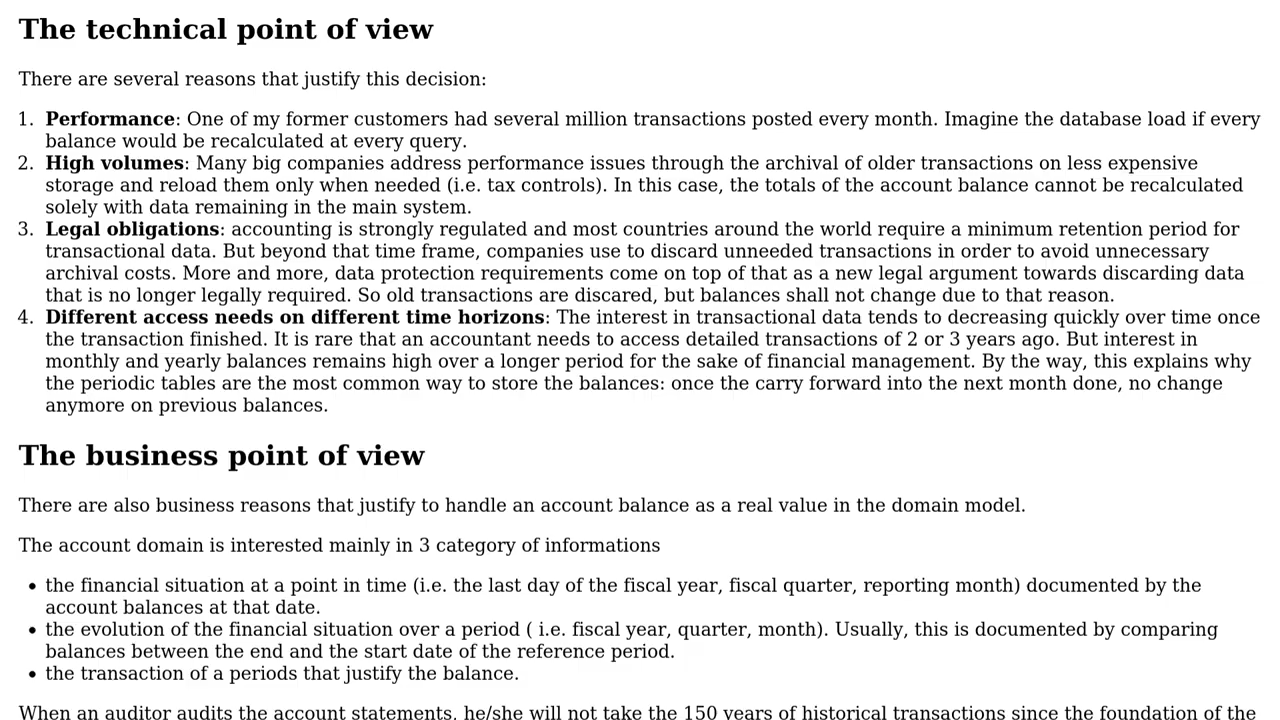 The technical point of view
There are several reasons that justify this decision:
1. Performance: One of my former customers had several million transactions posted every month. Imagine the database load if every
balance would be recalculated at every query.
2. High volumes: Many big companies address performance issues through the archival of older transactions on less expensive
storage and reload them only when needed (i.e. tax controls). In this case, the totals of the account balance cannot be recalculated
solely with data remaining in the main system.
3. Legal obligations: accounting is strongly regulated and most countries around the world require a minimum retention period for
transactional data. But beyond that time frame, companies use to discard unneeded transactions in order to avoid unnecessary
archival costs. More and more, data protection requirements come on top of that as a new legal argument towards discarding data
that is no longer legally required. So old transactions are discared, but balances shall not change due to that reason.
4. Different access needs on different time horizons: The interest in transactional data tends to decreasing quickly over time once
the transaction finished. It is rare that an accountant needs to access detailed transactions of 2 or 3 years ago. But interest in
monthly and yearly balances remains high over a longer period for the sake of financial management. By the way, this explains why
the periodic tables are the most common way to store the balances: once the carry forward into the next month done, no change
anymore on previous balances.
The business point of view
There are also business reasons that justify to handle an account balance as a real value in the domain model.
The account domain is interested mainly in 3 category of informations
• the financial situation at a point in time (i.e. the last day of the fiscal year, fiscal quarter, reporting month) documented by the
account balances at that date.
• the evolution of the financial situation over a period ( i.e. fiscal year, quarter, month). Usually, this is documented by comparing
balances between the end and the start date of the reference period.
• the transaction of a periods that justify the balance.
When an auditor audits the account statements, he/she will not take the 150 years of historical transactions since the foundation of the